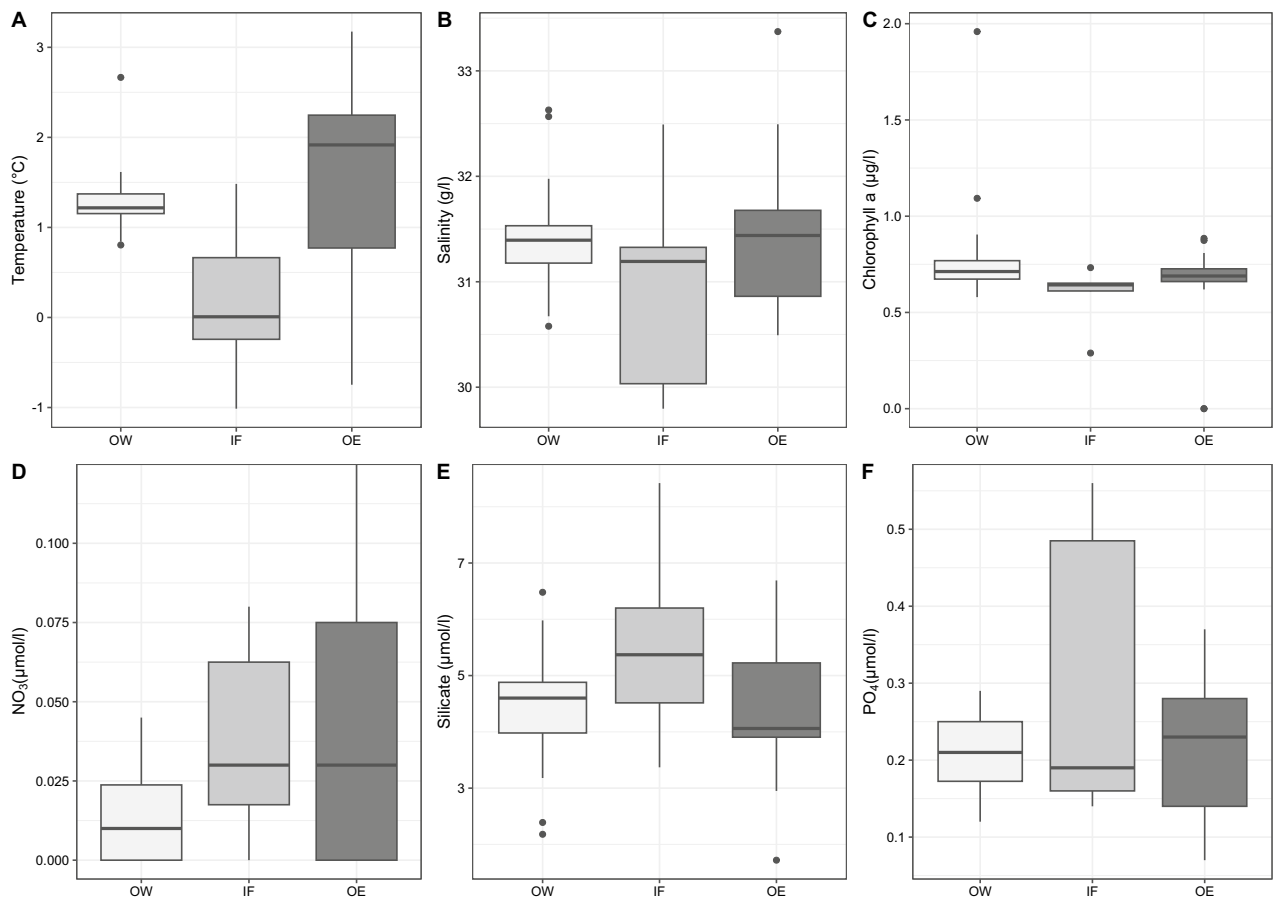 A
Temperature (°C)
3
2
1
0
-1
OW IF OE
B
Salinity (g/l)
33
32
31
30
OW IF OE
C
Chlorophyll a (µg/l)
2.0
1.5
1.0
0.5
0.0
OW IF OE
D
NO₃(µmol/l)
0.100
0.075
0.050
0.025
0.000
OW IF OE
E
Silicate (µmol/l)
7
5
3
OW IF OE
F
PO₄(µmol/l)
0.5
0.4
0.3
0.2
0.1
OW IF OE